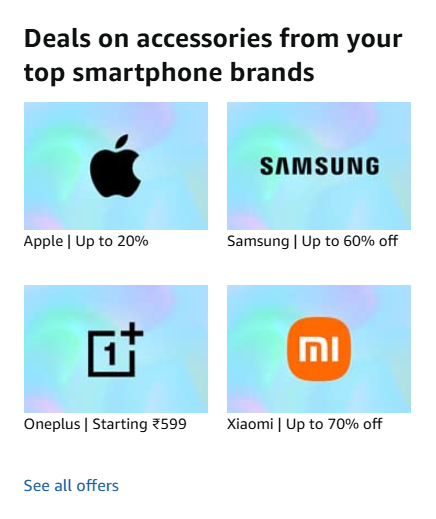 Deals on accessories from your
top smartphone brands
SAMSUNG
Apple | Up to 20%
Samsung | Up to 60% off
1+
mi
Oneplus | Starting ₹599
Xiaomi | Up to 70% off
See all offers